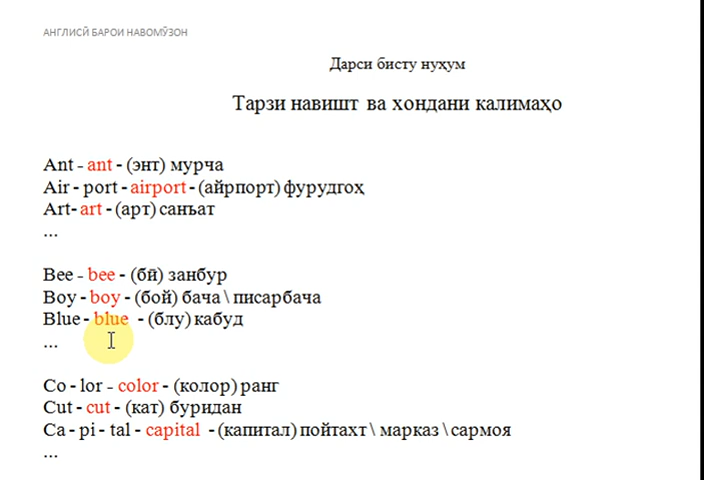 АНГЛИСӢ БАРОИ НАВОМӮЗОН
Дарси бисту нуҳум
Тарзи навишт ва хондани калимаҳо
Ant - ant - (энт) мурча
Air - port - airport - (айрпорт) фурудгоҳ
Art- art - (арт) санъат
...
Bee - bee - (бӣ) занбур
Boy - boy - (бой) бача \ писарбача
Blue - blue - (блу) кабуд
...
Co - lor - color - (колор) ранг
Cut - cut - (кат) буридан
Ca - pi - tal - capital - (капитал) пойтахт \ марказ \ сармоя
...